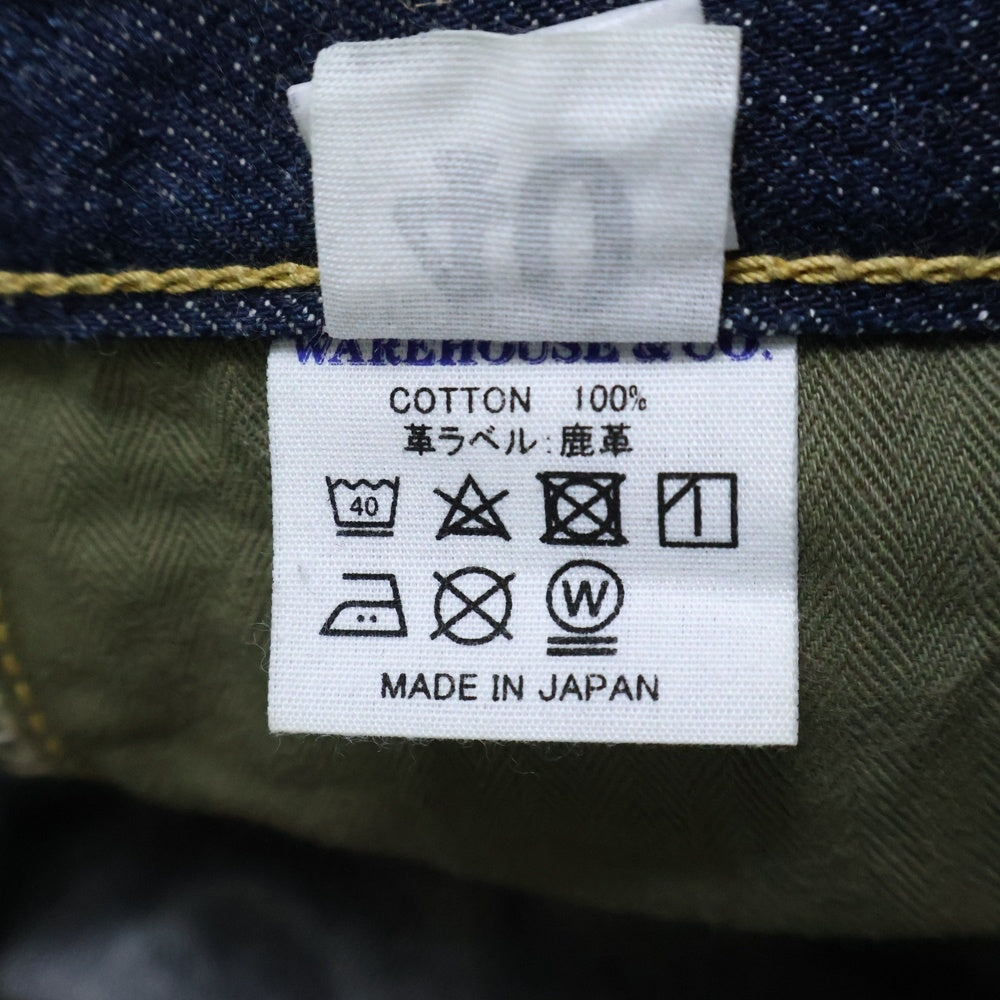 WAREHOUSE & CO.
COTTON 100%
革ラベル:鹿革
40
W
MADE IN JAPAN